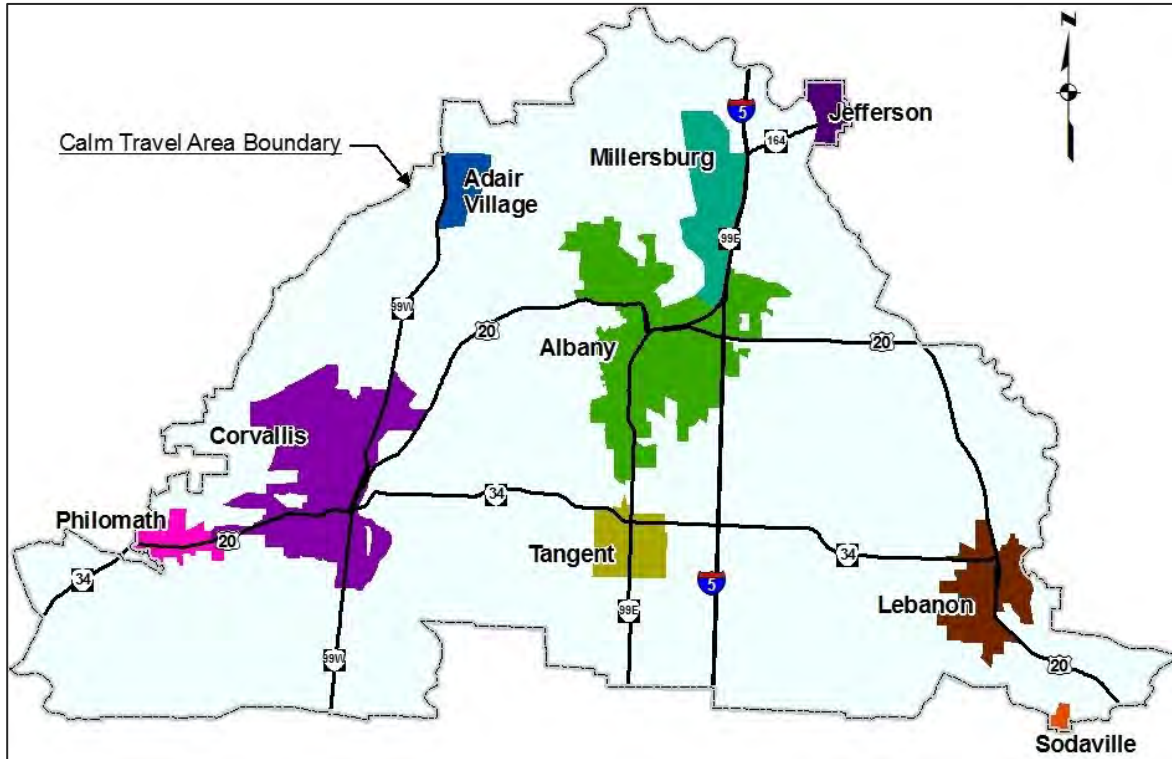 N
5
Jefferson
Calm Travel Area Boundary
Millersburg
164
Adair
Village
99E
99W
20
Albany
20
Corvallis
34
Philomath
20
Tangent
34
34
5
Lebanon
99E
99W
20
Sodaville